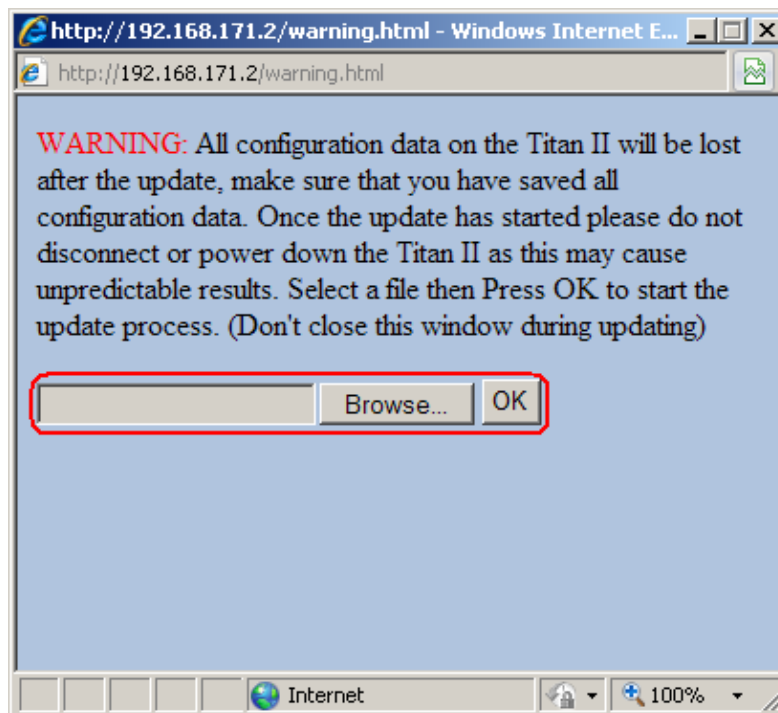 http://192.168.171.2/warning.html - Windows Internet E...
http://192.168.171.2/warning.html
WARNING: All configuration data on the Titan II will be lost
after the update, make sure that you have saved all
configuration data. Once the update has started please do not
disconnect or power down the Titan II as this may cause
unpredictable results. Select a file then Press OK to start the
update process. (Don't close this window during updating)
Browse... OK
Internet 100%